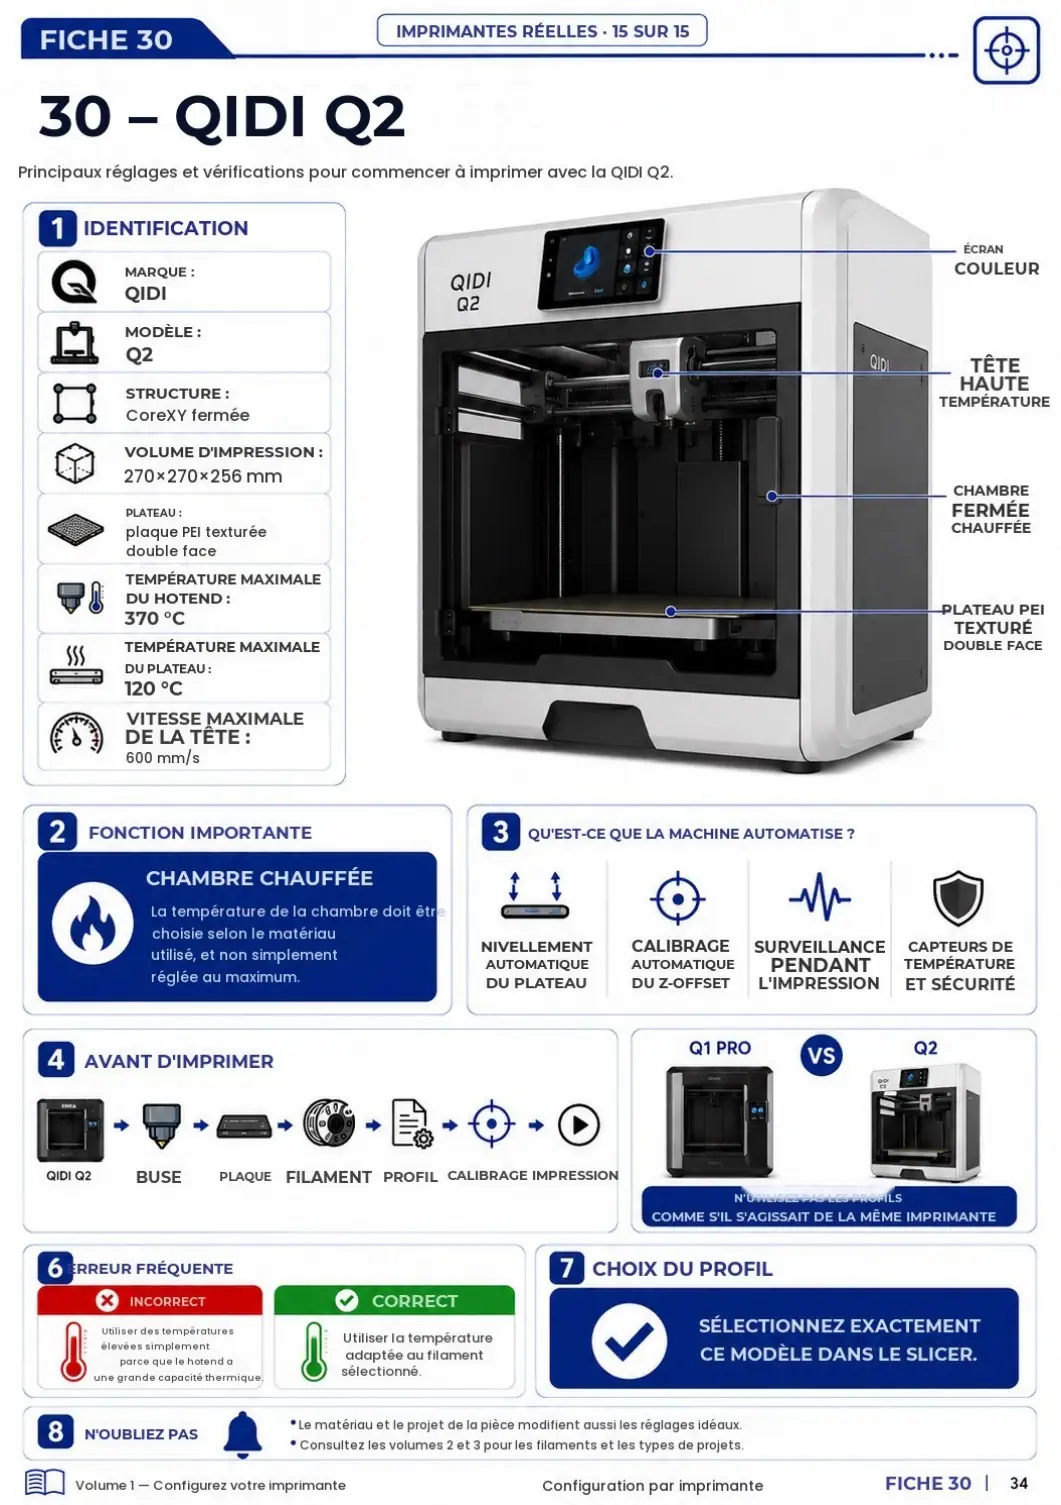 FICHE 30
IMPRIMANTES RÉELLES · 15 SUR 15
30 – QIDI Q2
Principaux réglages et vérifications pour commencer à imprimer avec la QIDI Q2.
1 IDENTIFICATION
MARQUE :
QIDI
MODÈLE :
Q2
STRUCTURE :
CoreXY fermée
VOLUME D'IMPRESSION :
270×270×256 mm
PLATEAU :
plaque PEI texturée
double face
TEMPÉRATURE MAXIMALE
DU HOTEND :
370 °C
TEMPÉRATURE MAXIMALE
DU PLATEAU :
120 °C
VITESSE MAXIMALE
DE LA TÊTE :
600 mm/s
QIDI
Q2
QIDI
ÉCRAN
COULEUR
TÊTE
HAUTE
TEMPÉRATURE
CHAMBRE
FERMÉE
CHAUFFÉE
PLATEAU PEI
TEXTURÉ
DOUBLE FACE
2 FONCTION IMPORTANTE
CHAMBRE CHAUFFÉE
La température de la chambre doit être
choisie selon le matériau
utilisé, et non simplement
réglée au maximum.
3 QU'EST-CE QUE LA MACHINE AUTOMATISE ?
NIVELLEMENT
AUTOMATIQUE
DU PLATEAU
CALIBRAGE
AUTOMATIQUE
DU Z-OFFSET
SURVEILLANCE
PENDANT
L'IMPRESSION
CAPTEURS DE
TEMPÉRATURE
ET SÉCURITÉ
4 AVANT D'IMPRIMER
QIDI Q2
BUSE
PLAQUE
FILAMENT
PROFIL
CALIBRAGE
IMPRESSION
Q1 PRO
VS
Q2
QIDI
N'UTILISEZ PAS LES PROFILS
COMME S'IL S'AGISSAIT DE LA MÊME IMPRIMANTE
6 ERREUR FRÉQUENTE
INCORRECT
Utiliser des températures
élevées simplement
parce que le hotend a
une grande capacité thermique.
CORRECT
Utiliser la température
adaptée au filament
sélectionné.
7 CHOIX DU PROFIL
SÉLECTIONNEZ EXACTEMENT
CE MODÈLE DANS LE SLICER.
8 N'OUBLIEZ PAS
• Le matériau et le projet de la pièce modifient aussi les réglages idéaux.
• Consultez les volumes 2 et 3 pour les filaments et les types de projets.
Volume 1 — Configurez votre imprimante
Configuration par imprimante
FICHE 30 | 34